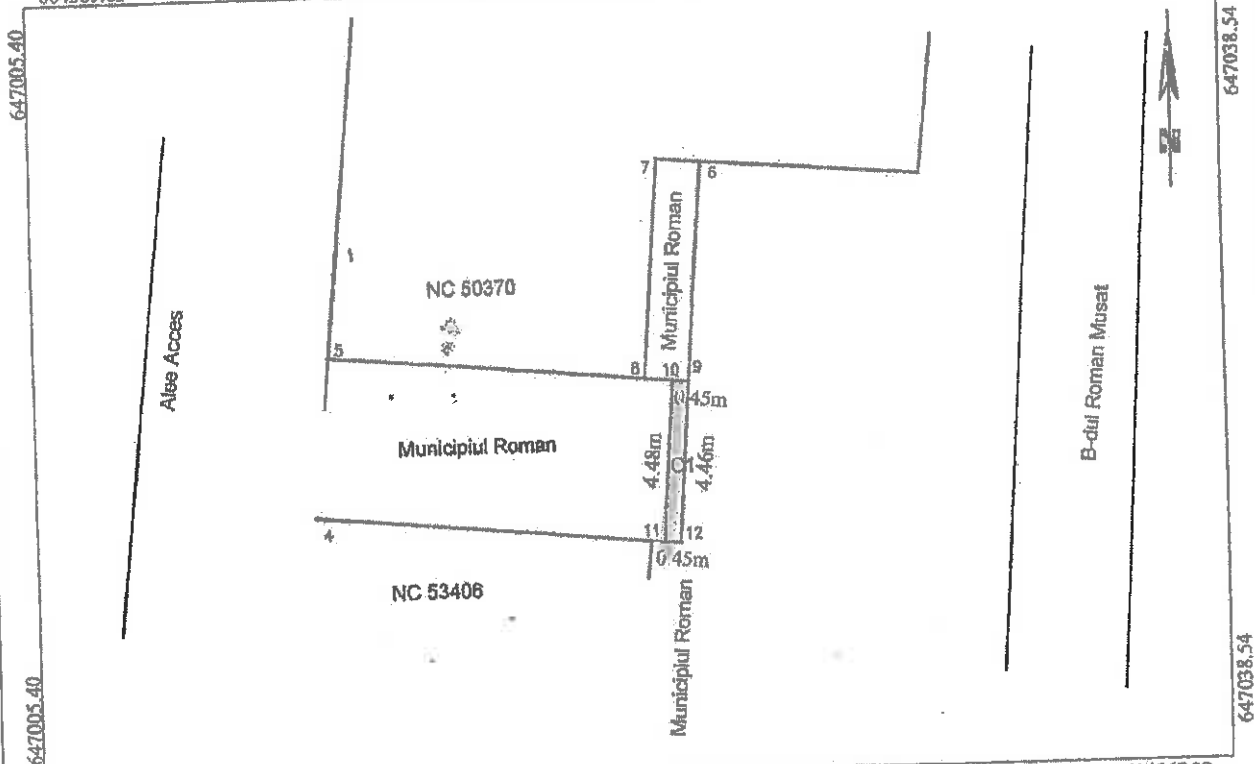 647005.40
647038.54
7
6
Municipiul Roman
1
NC 50370
5
8
10
9
Alee Acces
B-dul Roman Musat
0.45m
Municipiul Roman
4.48m
C1
4.46m
4
11
12
0.45m
NC 53406
Municipiul Roman
647005.40
647038.54